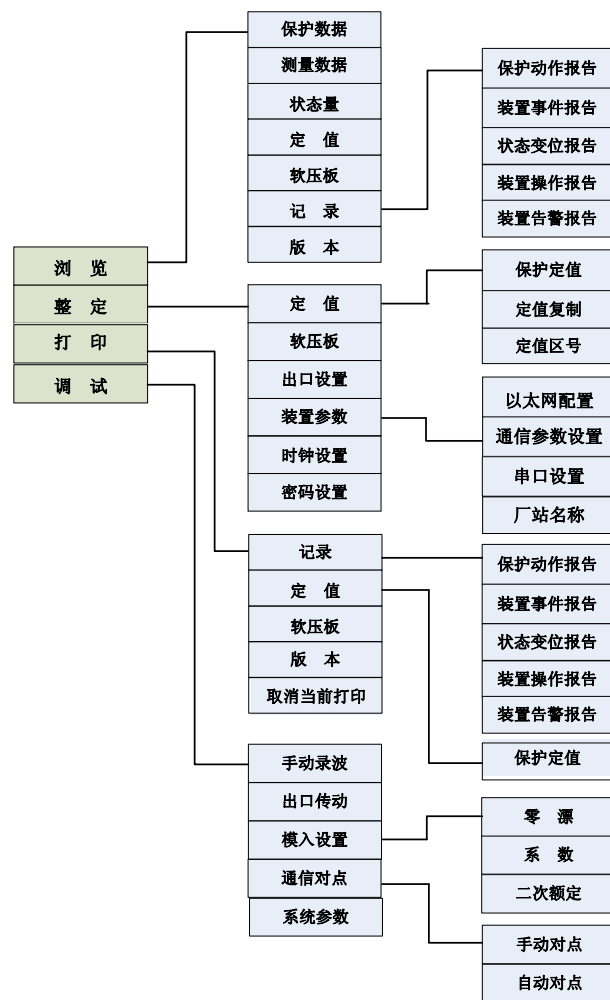 浏 览
整 定
打 印
调 试
保护数据
测量数据
状态量
定 值
软压板
记 录
版 本
保护动作报告
装置事件报告
状态变位报告
装置操作报告
装置告警报告
定 值
软压板
出口设置
装置参数
时钟设置
密码设置
保护定值
定值复制
定值区号
以太网配置
通信参数设置
串口设置
厂站名称
记录
定 值
软压板
版 本
取消当前打印
保护动作报告
装置事件报告
状态变位报告
装置操作报告
装置告警报告
保护定值
手动录波
出口传动
模入设置
通信对点
系统参数
零 漂
系 数
二次额定
手动对点
自动对点